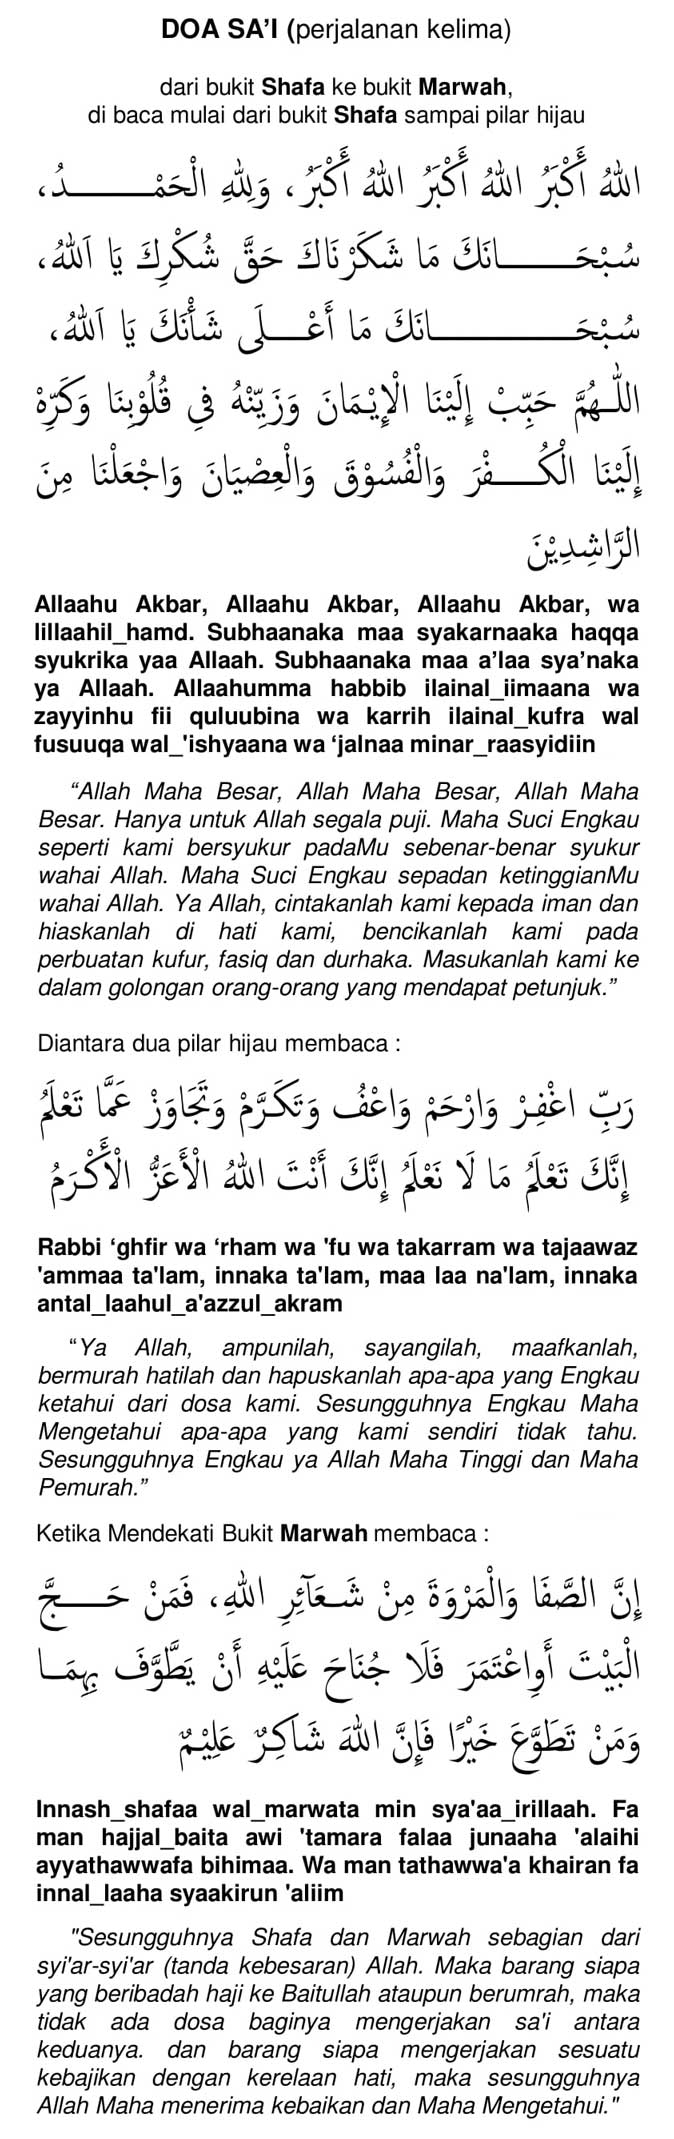 DOA SA’I (perjalanan kelima)
dari bukit Shafa ke bukit Marwah,
di baca mulai dari bukit Shafa sampai pilar hijau
اللهُ أَكْبَرُ اللهُ أَكْبَرُ اللهُ أَكْبَرُ، وَلِلّٰهِ الْحَمْـــــدُ،
سُبْحَـــــانَكَ مَا شَكَرْنَاكَ حَقَّ شُكْرِكَ يَا اَللهُ،
سُبْحَـــــــانَكَ مَا أَعْـــلَى شَأْنَكَ يَا اَللهُ،
اَللّٰـهُمَّ حَبِّبْ إِلَيْنَا الْإِيْمَانَ وَزَيِّنْهُ فِي قُلُوْبِنَا وَكَرِّهْ
إِلَيْنَا الْكُـــفْرَ وَالْفُسُوْقَ وَالْعِصْيَانَ وَاجْعَلْنَا مِنَ
الرَّاشِدِيْنَ
Allaahu Akbar, Allaahu Akbar, Allaahu Akbar, wa
lillaahil_hamd. Subhaanaka maa syakarnaaka haqqa
syukrika yaa Allaah. Subhaanaka maa a’laa sya’naka
ya Allaah. Allaahumma habbib ilainal_iimaana wa
zayyinhu fii quluubina wa karrih ilainal_kufra wal
fusuuqa wal_'ishyaana wa ‘jalnaa minar_raasyidiin
“Allah Maha Besar, Allah Maha Besar, Allah Maha
Besar. Hanya untuk Allah segala puji. Maha Suci Engkau
seperti kami bersyukur padaMu sebenar-benar syukur
wahai Allah. Maha Suci Engkau sepadan ketinggianMu
wahai Allah. Ya Allah, cintakanlah kami kepada iman dan
hiaskanlah di hati kami, bencikanlah kami pada
perbuatan kufur, fasiq dan durhaka. Masukanlah kami ke
dalam golongan orang-orang yang mendapat petunjuk.”
Diantara dua pilar hijau membaca :
رَبِّ اغْفِرْ وَارْحَمْ وَاعْفُ وَتَكَرَّمْ وَتَجَاوَزْ عَمَّا تَعْلَمُ
إِنَّكَ تَعْلَمُ مَا لَا نَعْلَمُ إِنَّكَ أَنْتَ اللهُ الْأَعَزُّ الْأَكْرَمُ
Rabbi ‘ghfir wa ‘rham wa 'fu wa takarram wa tajaawaz
'ammaa ta'lam, innaka ta'lam, maa laa na'lam, innaka
antal_laahul_a'azzul_akram
“Ya Allah, ampunilah, sayangilah, maafkanlah,
bermurah hatilah dan hapuskanlah apa-apa yang Engkau
ketahui dari dosa kami. Sesungguhnya Engkau Maha
Mengetahui apa-apa yang kami sendiri tidak tahu.
Sesungguhnya Engkau ya Allah Maha Tinggi dan Maha
Pemurah.”
Ketika Mendekati Bukit Marwah membaca :
إِنَّ الصَّفَا وَالْمَرْوَةَ مِنْ شَـعَآئِرِ اللهِ، فَمَنْ حَـــجَّ
الْبَيْتَ أَوِاعْتَمَرَ فَلَا جُنَاحَ عَلَيْهِ أَنْ يَطَّوَّفَ بِهِمَـا
وَمَنْ تَطَوَّعَ خَيْرًا فَإِنَّ اللهَ شَاكِرٌ عَلِيْمٌ
Innash_shafaa wal_marwata min sya'aa_irillaah. Fa
man hajjal_baita awi 'tamara falaa junaaha 'alaihi
ayyathawwafa bihimaa. Wa man tathawwa'a khairan fa
innal_laaha syaakirun 'aliim
"Sesungguhnya Shafa dan Marwah sebagian dari
syi'ar-syi'ar (tanda kebesaran) Allah. Maka barang siapa
yang beribadah haji ke Baitullah ataupun berumrah, maka
tidak ada dosa baginya mengerjakan sa'i antara
keduanya. dan barang siapa mengerjakan sesuatu
kebajikan dengan kerelaan hati, maka sesungguhnya
Allah Maha menerima kebaikan dan Maha Mengetahui."